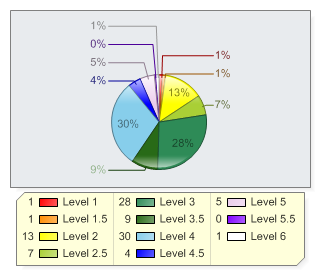 1%
0%
5%
4%
1%
1%
13%
7%
30%
28%
9%
1 Level 1 28 Level 3 5 Level 5
1 Level 1.5 9 Level 3.5 0 Level 5.5
13 Level 2 30 Level 4 1 Level 6
7 Level 2.5 4 Level 4.5